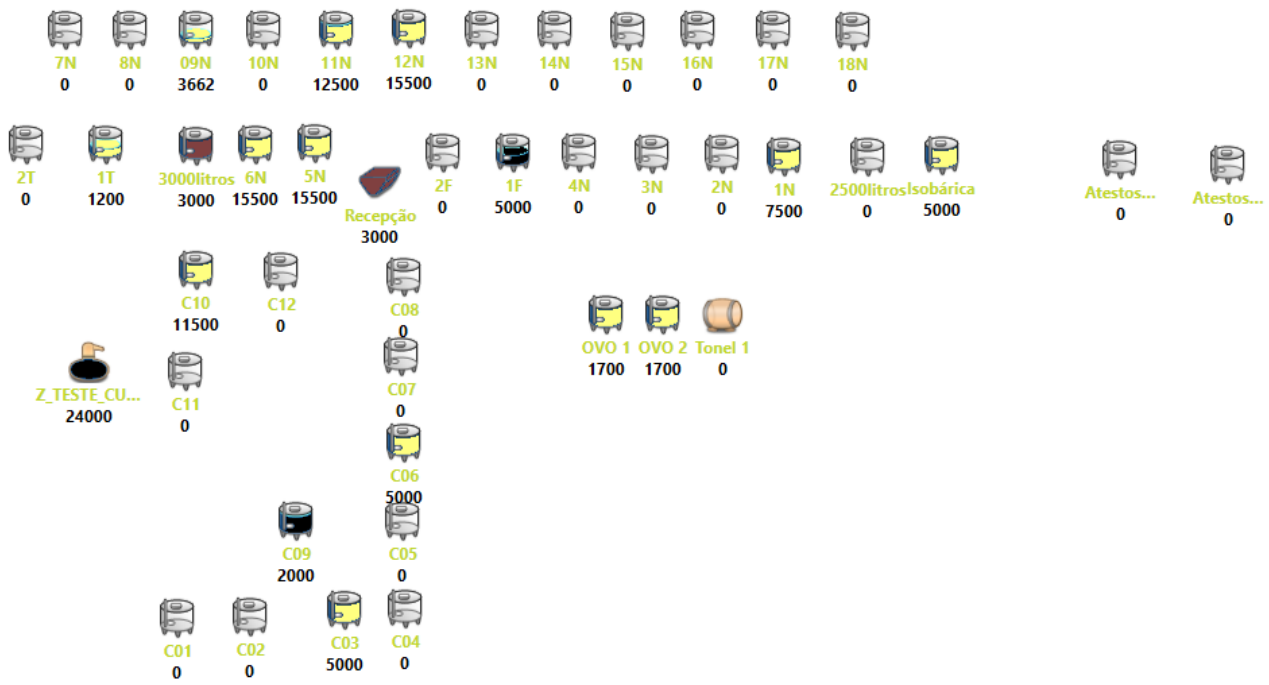 7N 8N 09N 10N 11N 12N 13N 14N 15N 16N 17N 18N
0 0 3662 0 12500 15500 0 0 0 0 0 0
2T 1T 3000litros 6N 5N 2F 1F 4N 3N 2N 1N 2500litros Isobárica Atestos... Atestos...
0 1200 3000 15500 15500 0 5000 0 0 0 7500 0 5000 0 0
Recepção
3000
C10 C12 C08
11500 0 0
OVO 1 OVO 2 Tonel 1
1700 1700 0
Z_TESTE_CU... C11 C07
24000 0 0
C06
5000
C09 C05
2000 0
C01 C02 C03 C04
0 0 5000 0